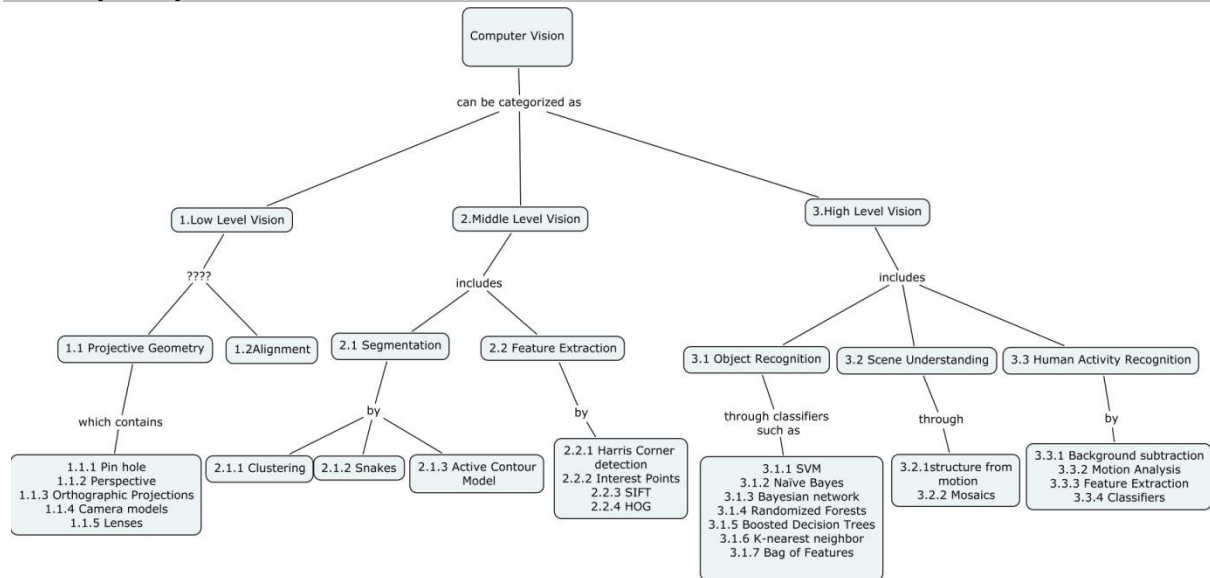 Computer Vision
can be categorized as
1.Low Level Vision
2.Middle Level Vision
3.High Level Vision
????
includes
includes
1.1 Projective Geometry
1.2Alignment
2.1 Segmentation
2.2 Feature Extraction
3.1 Object Recognition
3.2 Scene Understanding
3.3 Human Activity Recognition
which contains
by
by
through classifiers
such as
through
by
1.1.1 Pin hole
1.1.2 Perspective
1.1.3 Orthographic Projections
1.1.4 Camera models
1.1.5 Lenses
2.1.1 Clustering
2.1.2 Snakes
2.1.3 Active Contour
Model
2.2.1 Harris Corner
detection
2.2.2 Interest Points
2.2.3 SIFT
2.2.4 HOG
3.1.1 SVM
3.1.2 Naïve Bayes
3.1.3 Bayesian network
3.1.4 Randomized Forests
3.1.5 Boosted Decision Trees
3.1.6 K-nearest neighbor
3.1.7 Bag of Features
3.2.1structure from
motion
3.2.2 Mosaics
3.3.1 Background subtraction
3.3.2 Motion Analysis
3.3.3 Feature Extraction
3.3.4 Classifiers